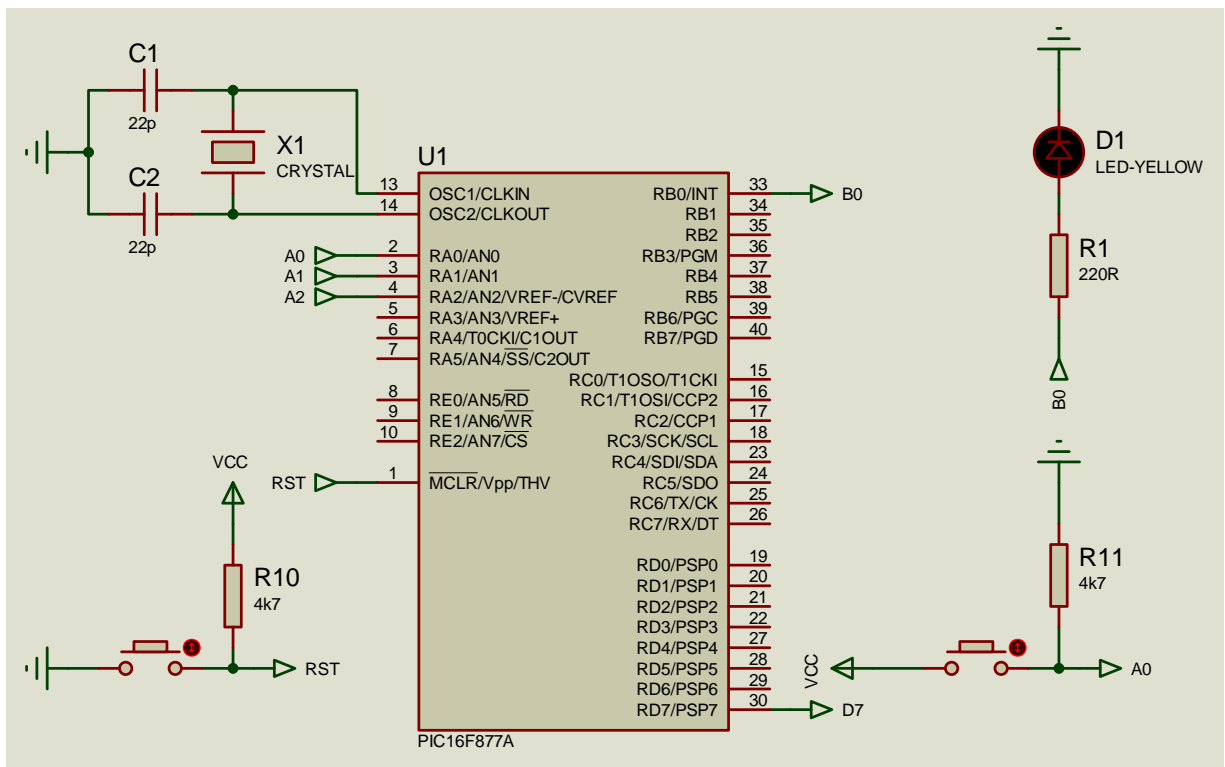 C1
22p
X1
CRYSTAL
C2
22p
U1
13 OSC1/CLKIN
14 OSC2/CLKOUT
A0 2 RA0/AN0
A1 3 RA1/AN1
A2 4 RA2/AN2/VREF-/CVREF
5 RA3/AN3/VREF+
6 RA4/T0CKI/C1OUT
7 RA5/AN4/SS/C2OUT
8 RE0/AN5/RD
9 RE1/AN6/WR
10 RE2/AN7/CS
RST 1 MCLR/Vpp/THV
RB0/INT 33 B0
RB1 34
RB2 35
RB3/PGM 36
RB4 37
RB5 38
RB6/PGC 39
RB7/PGD 40
RC0/T1OSO/T1CKI 15
RC1/T1OSI/CCP2 16
RC2/CCP1 17
RC3/SCK/SCL 18
RC4/SDI/SDA 23
RC5/SDO 24
RC6/TX/CK 25
RC7/RX/DT 26
RD0/PSP0 19
RD1/PSP1 20
RD2/PSP2 21
RD3/PSP3 22
RD4/PSP4 27
RD5/PSP5 28
RD6/PSP6 29
RD7/PSP7 30 D7
PIC16F877A
D1
LED-YELLOW
R1
220R
B0
VCC
R10
4k7
RST
R11
4k7
VCC
A0